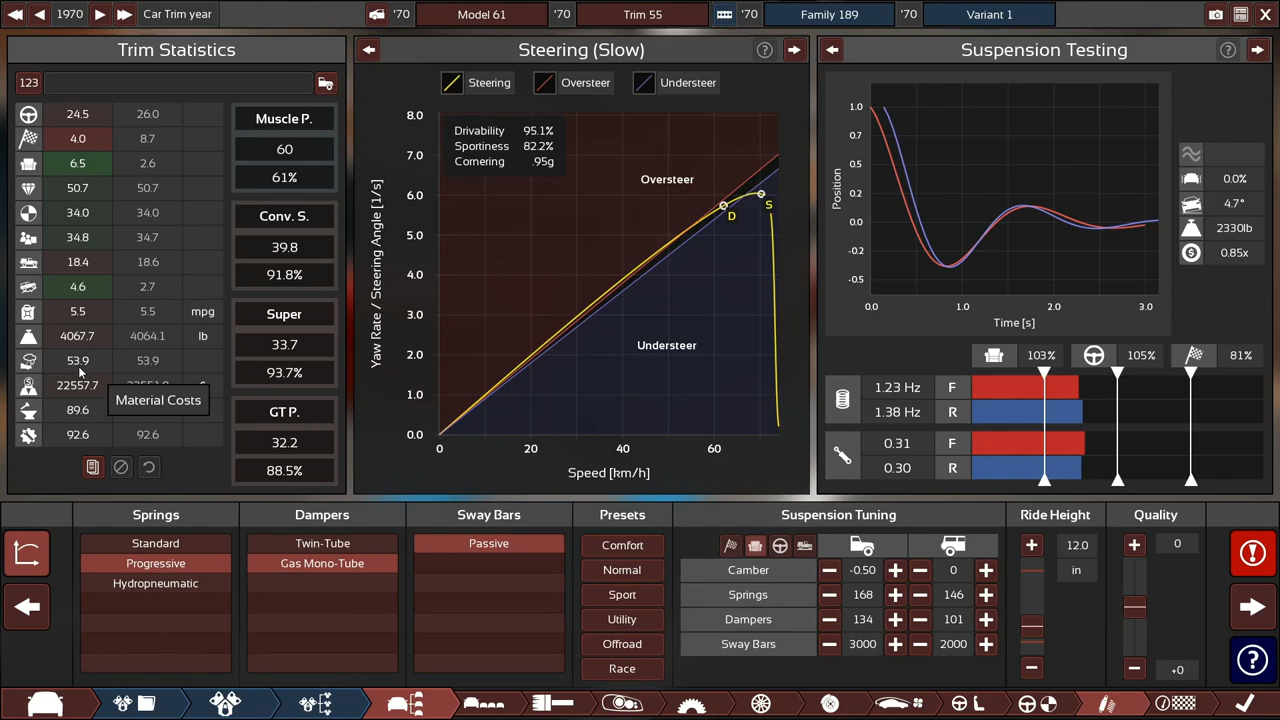 1970 Car Trim year '70 Model 61 '70 Trim 55 '70 Family 189 '70 Variant 1
Trim Statistics
123
24.5 26.0
4.0 8.7
6.5 2.6
50.7 50.7
34.0 34.0
34.8 34.7
18.4 18.6
4.6 2.7
5.5 5.5 mpg
4067.7 4064.1 lb
53.9 53.9
22557.7
Material Costs
89.6
92.6 92.6
Muscle P.
60
61%
Conv. S.
39.8
91.8%
Super
33.7
93.7%
GT P.
32.2
88.5%
Steering (Slow) ?
Steering Oversteer Understeer
Drivability 95.1%
Sportiness 82.2%
Cornering .95g
Oversteer
Understeer
D
S
Yaw Rate / Steering Angle [1/s]
8.0
7.0
6.0
5.0
4.0
3.0
2.0
1.0
0.0
0 20 40 60
Speed [km/h]
Suspension Testing ?
Position
1.0
0.7
0.5
0.2
0.0
-0.2
-0.5
0.0 1.0 2.0 3.0
Time [s]
0.0%
4.7°
2330lb
0.85x
103% 105% 81%
1.23 Hz F
1.38 Hz R
0.31 F
0.30 R
Springs
Standard
Progressive
Hydropneumatic
Dampers
Twin-Tube
Gas Mono-Tube
Sway Bars
Passive
Presets
Comfort
Normal
Sport
Utility
Offroad
Race
Suspension Tuning
Camber -0.50 0
Springs 168 146
Dampers 134 101
Sway Bars 3000 2000
Ride Height
12.0
in
Quality
0
+0